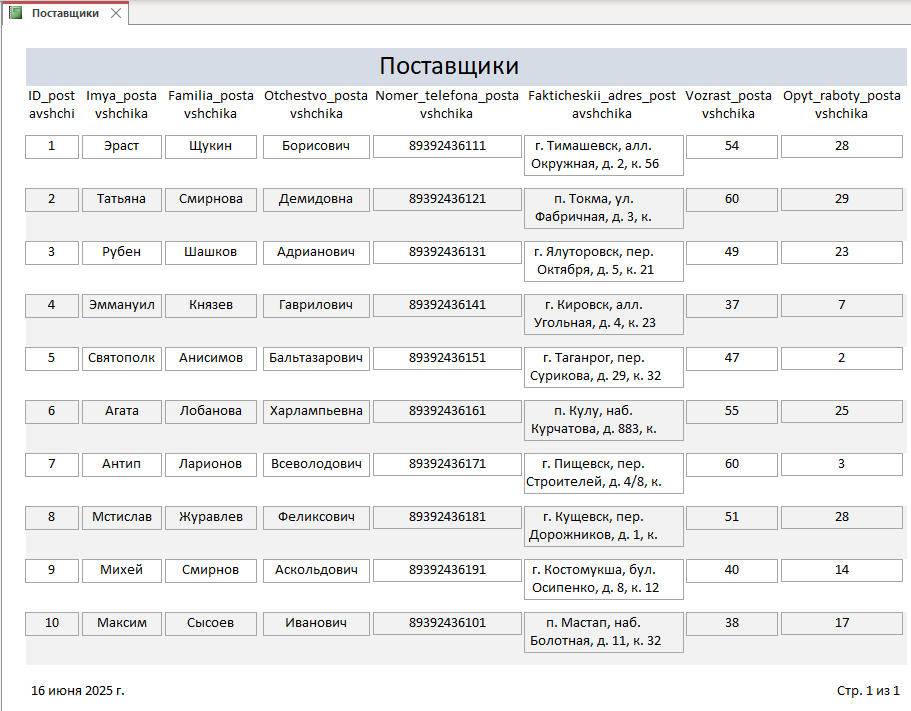 Поставщики
Поставщики
ID_post Imya_posta Familia_posta Otchestvo_posta Nomer_telefona_posta Fakticheskii_adres_post Vozrast_posta Opyt_raboty_posta
avshchi vshchika vshchika vshchika vshchika avshchika vshchika vshchika
1 Эраст Щукин Борисович 89392436111 г. Тимашевск, алл. 54 28
Окружная, д. 2, к. 56
2 Татьяна Смирнова Демидовна 89392436121 п. Токма, ул. 60 29
Фабричная, д. 3, к.
3 Рубен Шашков Адрианович 89392436131 г. Ялуторовск, пер. 49 23
Октября, д. 5, к. 21
4 Эммануил Князев Гаврилович 89392436141 г. Кировск, алл. 37 7
Угольная, д. 4, к. 23
5 Святополк Анисимов Бальтазарович 89392436151 г. Таганрог, пер. 47 2
Сурикова, д. 29, к. 32
6 Агата Лобанова Харлампьевна 89392436161 п. Кулу, наб. 55 25
Курчатова, д. 883, к.
7 Антип Ларионов Всеволодович 89392436171 г. Пищевск, пер. 60 3
Строителей, д. 4/8, к.
8 Мстислав Журавлев Феликсович 89392436181 г. Кущевск, пер. 51 28
Дорожников, д. 1, к.
9 Михей Смирнов Аскольдович 89392436191 г. Костомукша, бул. 40 14
Осипенко, д. 8, к. 12
10 Максим Сысоев Иванович 89392436101 п. Мастап, наб. 38 17
Болотная, д. 11, к. 32
16 июня 2025 г. Стр. 1 из 1